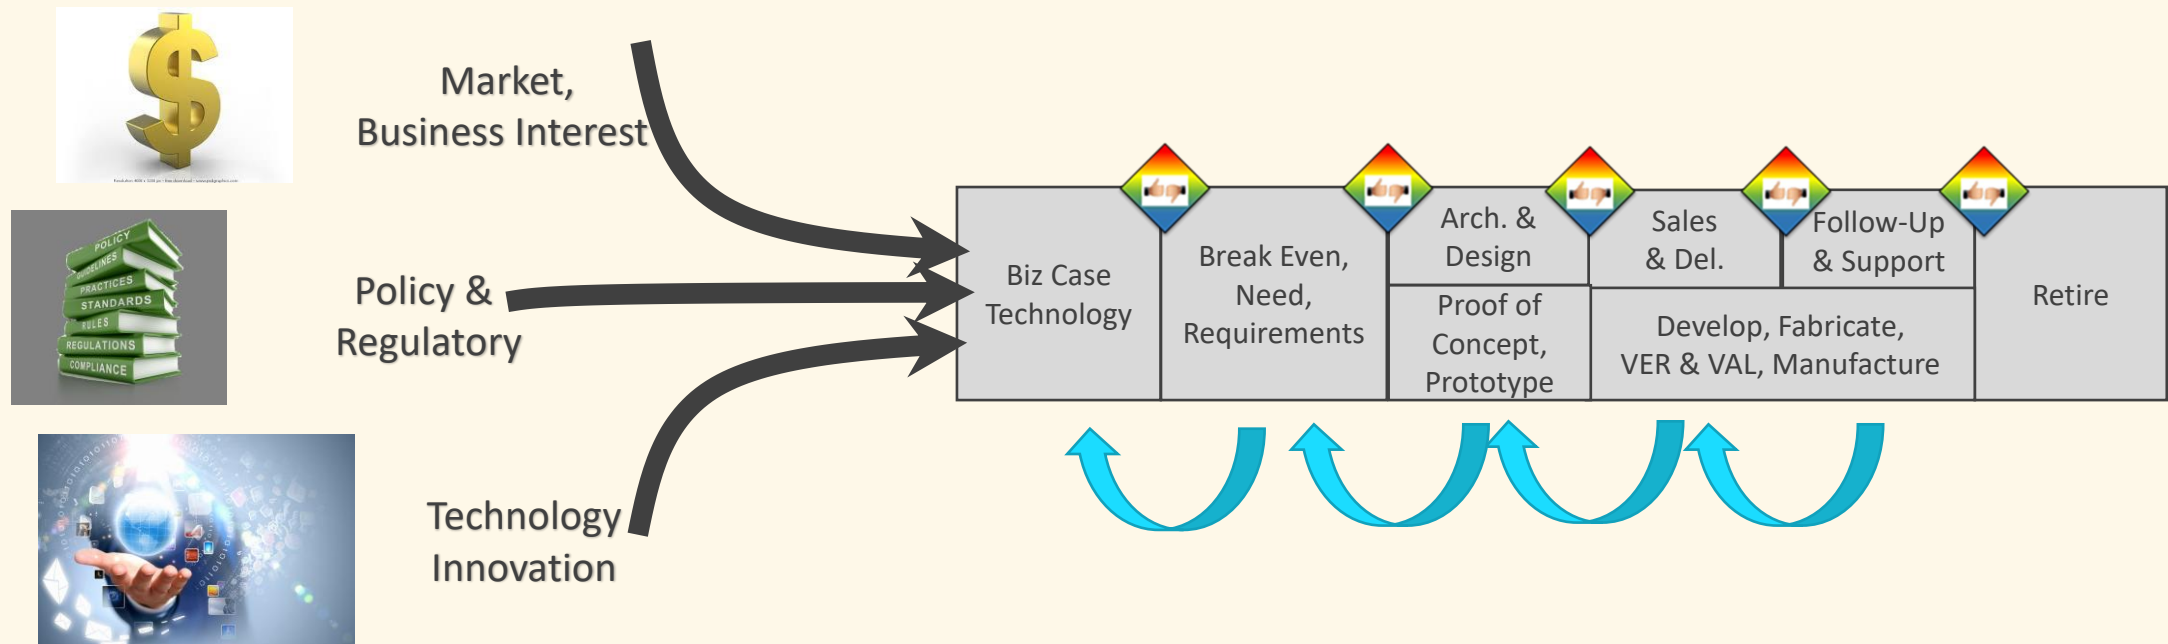 Market,
Business Interest
POLICY
GUIDELINES
PRACTICES
STANDARDS
RULES
REGULATIONS
COMPLIANCE
Policy &
Regulatory
Technology
Innovation
Biz Case
Technology
Break Even,
Need,
Requirements
Arch. &
Design
Proof of
Concept,
Prototype
Sales
& Del.
Follow-Up
& Support
Develop, Fabricate,
VER & VAL, Manufacture
Retire